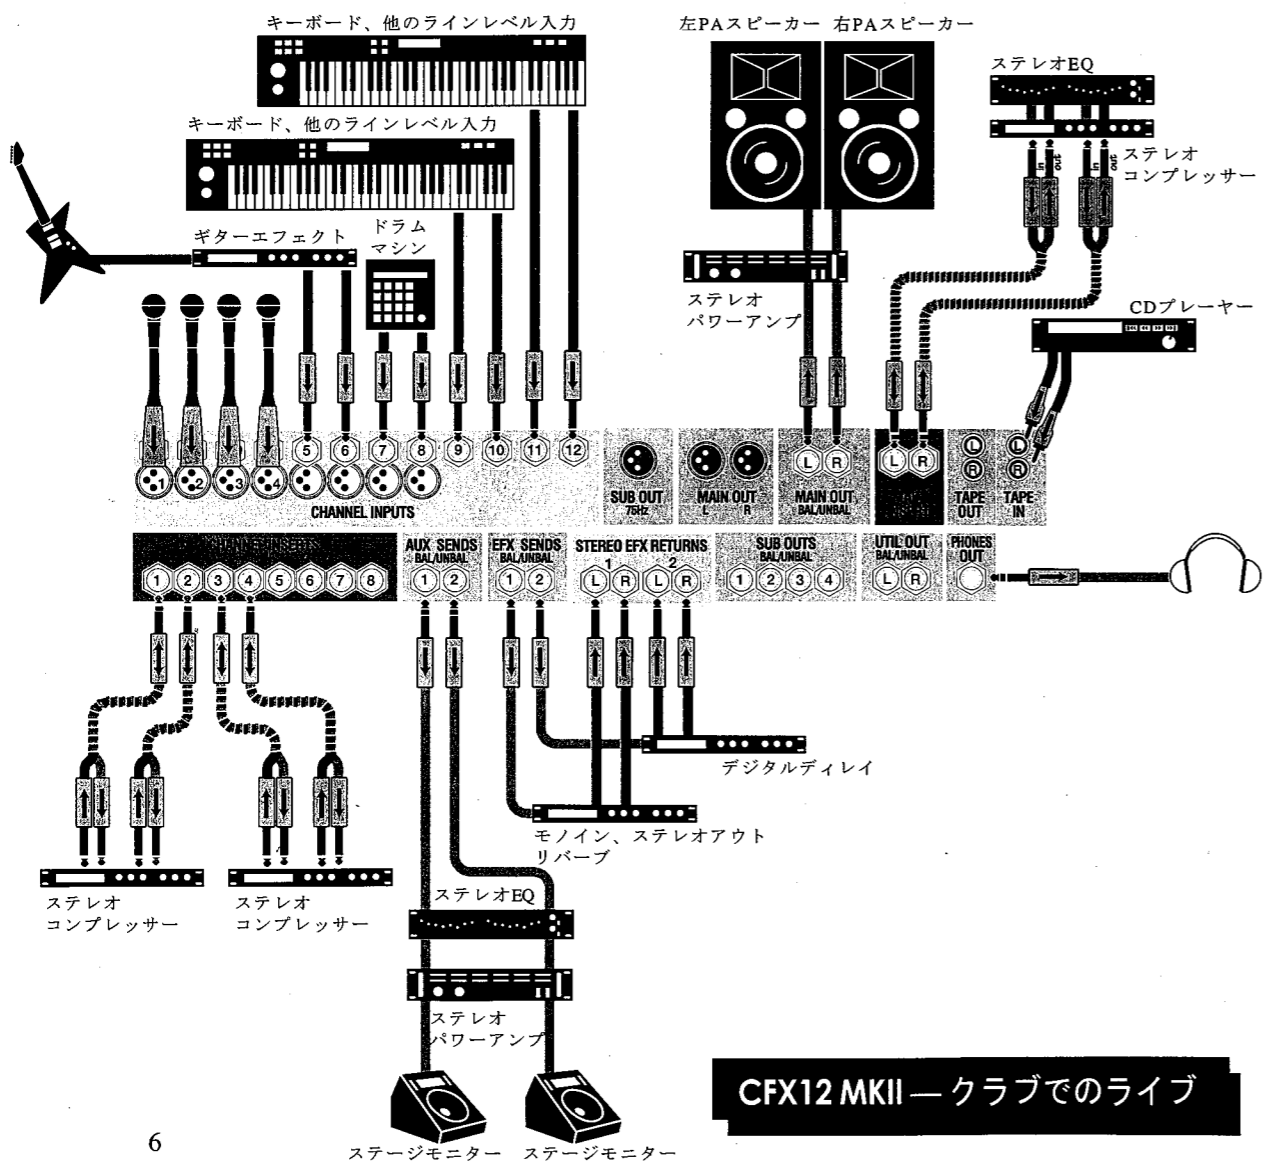 キーボード、他のラインレベル入力
左PAスピーカー 右PAスピーカー
ステレオEQ
キーボード、他のラインレベル入力
in out in out
ステレオ
コンプレッサー
ギターエフェクト
ドラム
マシン
ステレオ
パワーアンプ
CDプレーヤー
5 6 7 8 9 10 11 12
L R L R L R L R
1 2 3 4
SUB OUT
75Hz
MAIN OUT
L R
MAIN OUT
BAL/UNBAL
TAPE
OUT
TAPE
IN
CHANNEL INPUTS
CHANNEL INSERTS
1 2 3 4 5 6 7 8
AUX SENDS
BAL/UNBAL
1 2
EFX SENDS
BAL/UNBAL
1 2
STEREO EFX RETURNS
1 2
L R L R
SUB OUTS
BAL/UNBAL
1 2 3 4
UTIL OUT
BAL/UNBAL
L R
PHONES
OUT
デジタルディレイ
モノイン、ステレオアウト
リバーブ
ステレオ
コンプレッサー
ステレオ
コンプレッサー
ステレオEQ
ステレオ
パワーアンプ
CFX12 MKII — クラブでのライブ
ステージモニター ステージモニター
6